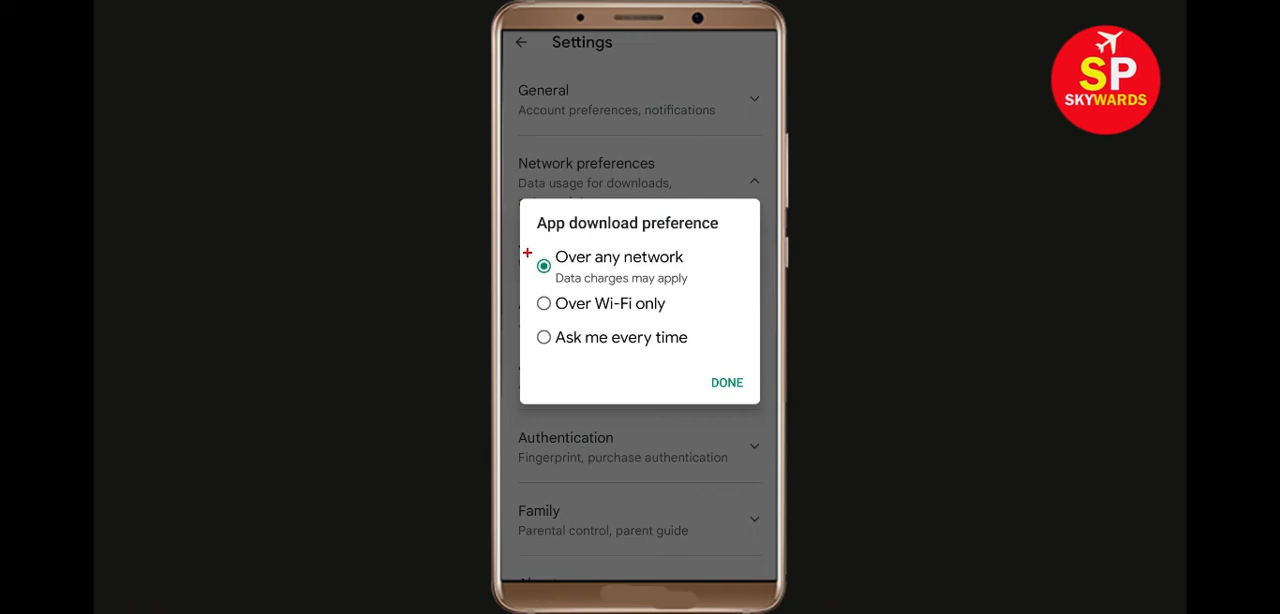 Settings
SP
SKYWARDS
General
Account preferences, notifications
Network preferences
Data usage for downloads,
App download preference
Over any network
Data charges may apply
Over Wi-Fi only
Ask me every time
DONE
Authentication
Fingerprint, purchase authentication
Family
Parental control, parent guide